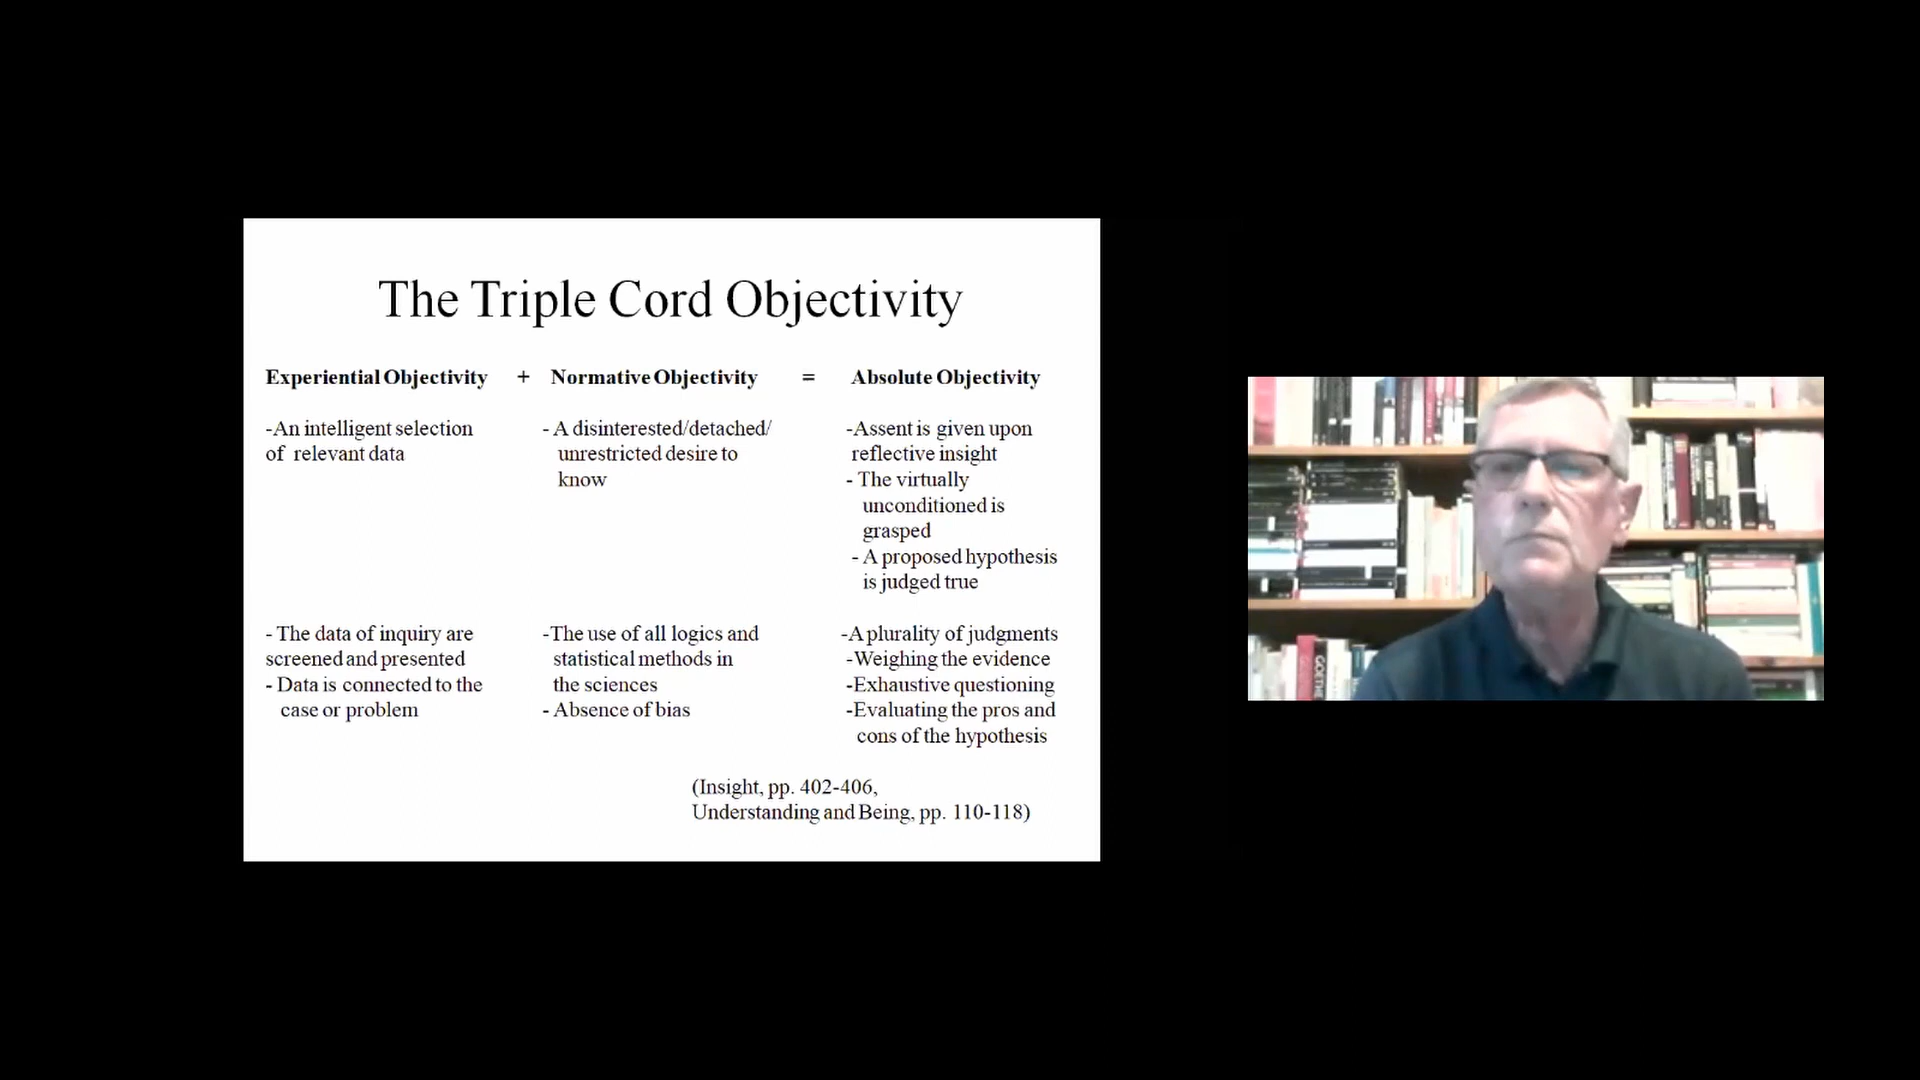 The Triple Cord Objectivity
Experiential Objectivity + Normative Objectivity = Absolute Objectivity
-An intelligent selection
of relevant data
- A disinterested/detached/
unrestricted desire to
know
-Assent is given upon
reflective insight
- The virtually
unconditioned is
grasped
- A proposed hypothesis
is judged true
- The data of inquiry are
screened and presented
- Data is connected to the
case or problem
-The use of all logics and
statistical methods in
the sciences
- Absence of bias
-A plurality of judgments
-Weighing the evidence
-Exhaustive questioning
-Evaluating the pros and
cons of the hypothesis
(Insight, pp. 402-406,
Understanding and Being, pp. 110-118)
GOETHE